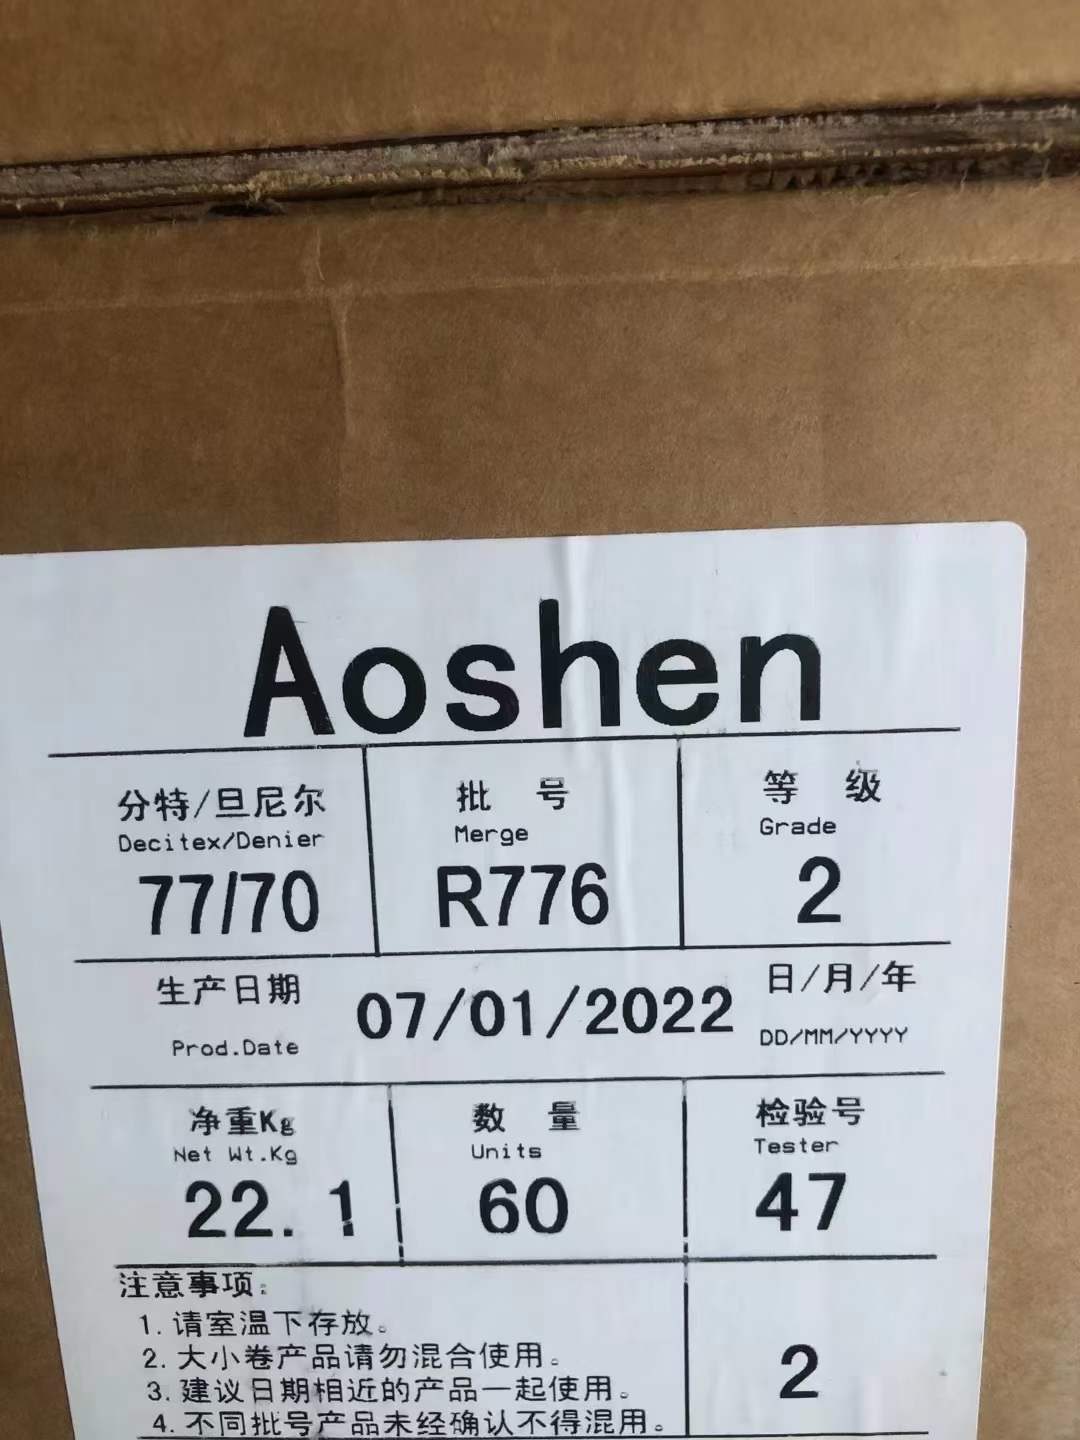 Aoshen
分特/旦尼尔 批 号 等 级
Decitex/Denier Merge Grade
77/70 R776 2
生产日期 07/01/2022 日/月/年
Prod.Date DD/MM/YYYY
净重Kg 数 量 检验号
Net Wt.Kg Units Tester
22.1 60 47
注意事项:
1.请室温下存放。
2.大小卷产品请勿混合使用。
3.建议日期相近的产品一起使用。
4.不同批号产品未经确认不得混用。
2